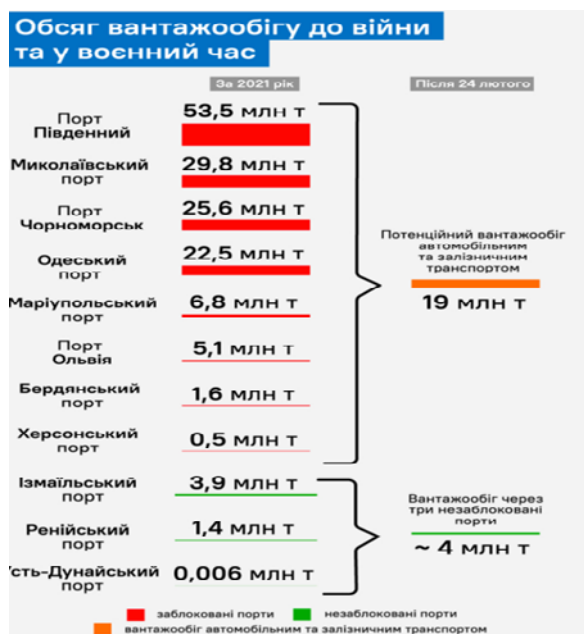 Обсяг вантажообігу до війни
та у воєнний час
За 2021 рік
Після 24 лютого
Порт
Південний
53,5 млн т
Миколаївський
порт
29,8 млн т
Порт
Чорноморськ
25,6 млн т
Одеський
порт
22,5 млн т
Маріупольський
порт
6,8 млн т
Порт
Ольвія
5,1 млн т
Бердянський
порт
1,6 млн т
Херсонський
порт
0,5 млн т
Потенційний вантажообіг
автомобільним
та залізничним
транспортом
19 млн т
Ізмаїльський
порт
3,9 млн т
Ренійський
порт
1,4 млн т
Усть-Дунайський
порт
0,006 млн т
Вантажообіг через
три незаблоковані
порти
~ 4 млн т
заблоковані порти
незаблоковані порти
вантажообіг автомобільним та залізничним транспортом